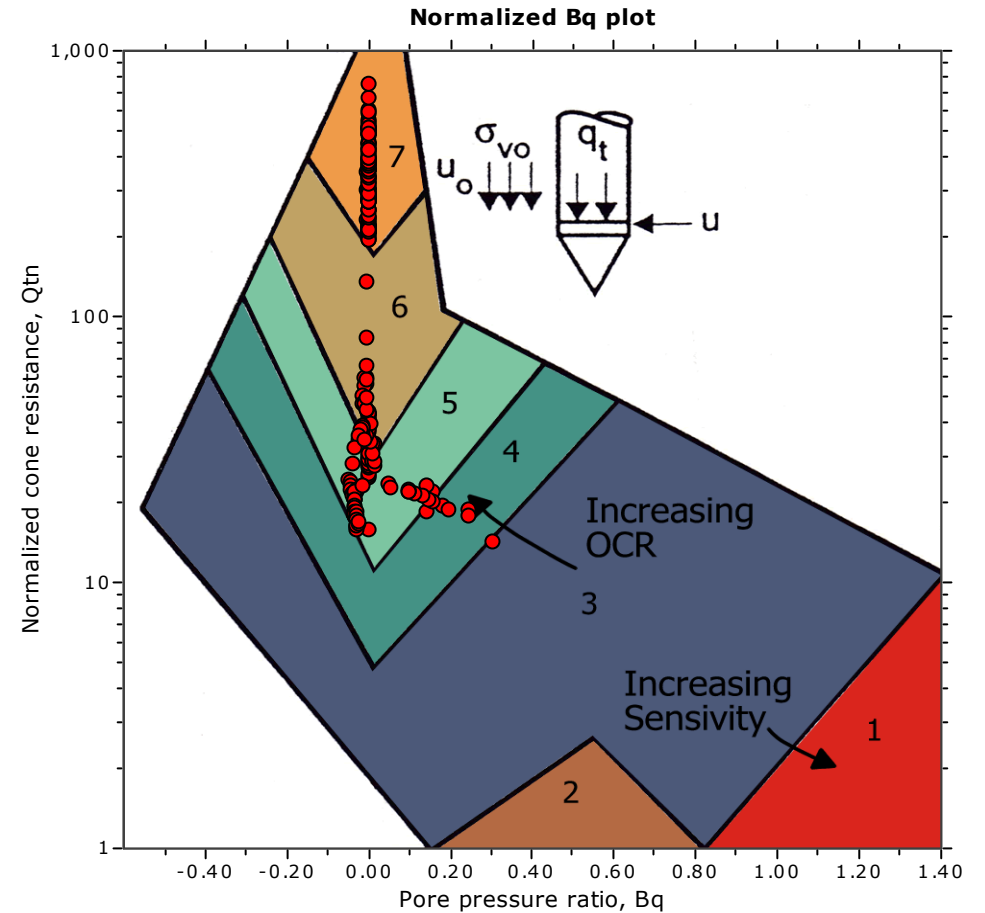 Normalized Bq plot
1,000
100
10
1
Normalized cone resistance, Qtn
σvo
uo
qt
u
7
6
5
4
3
2
1
Increasing
OCR
Increasing
Sensivity
-0.40 -0.20 0.00 0.20 0.40 0.60 0.80 1.00 1.20 1.40
Pore pressure ratio, Bq